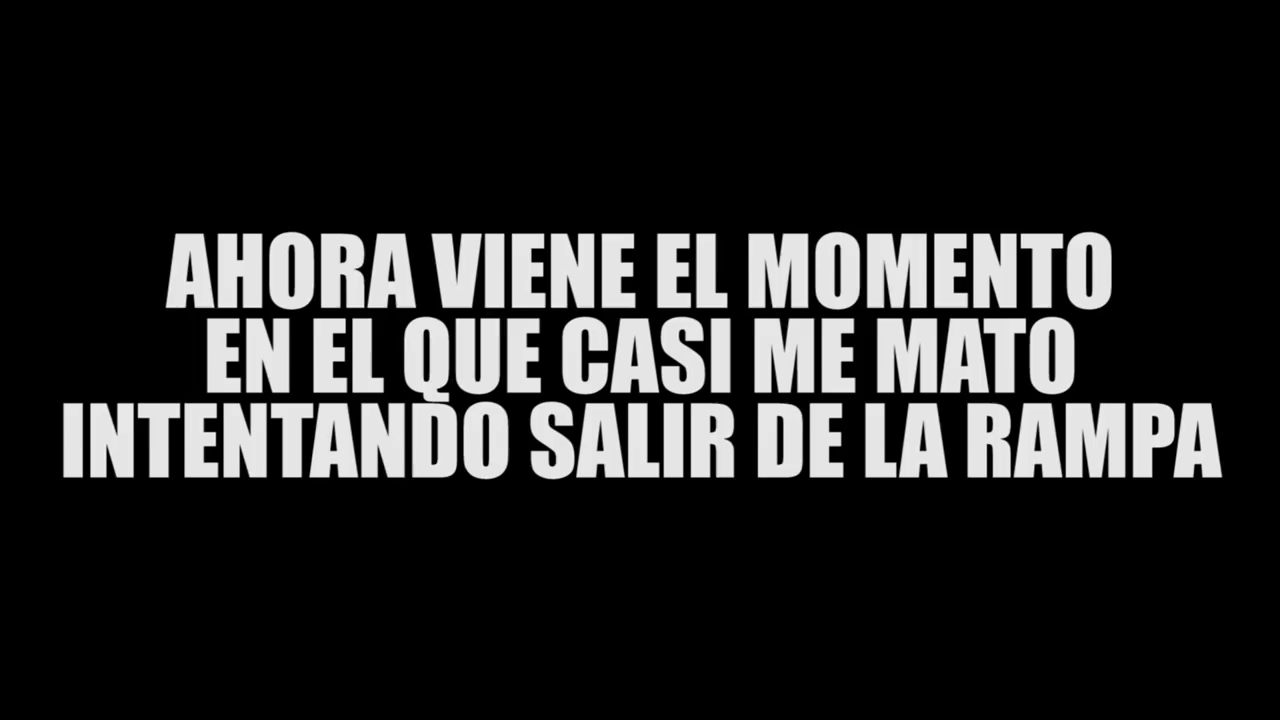 AHORA VIENE EL MOMENTO
EN EL QUE CASI ME MATO
INTENTANDO SALIR DE LA RAMPA